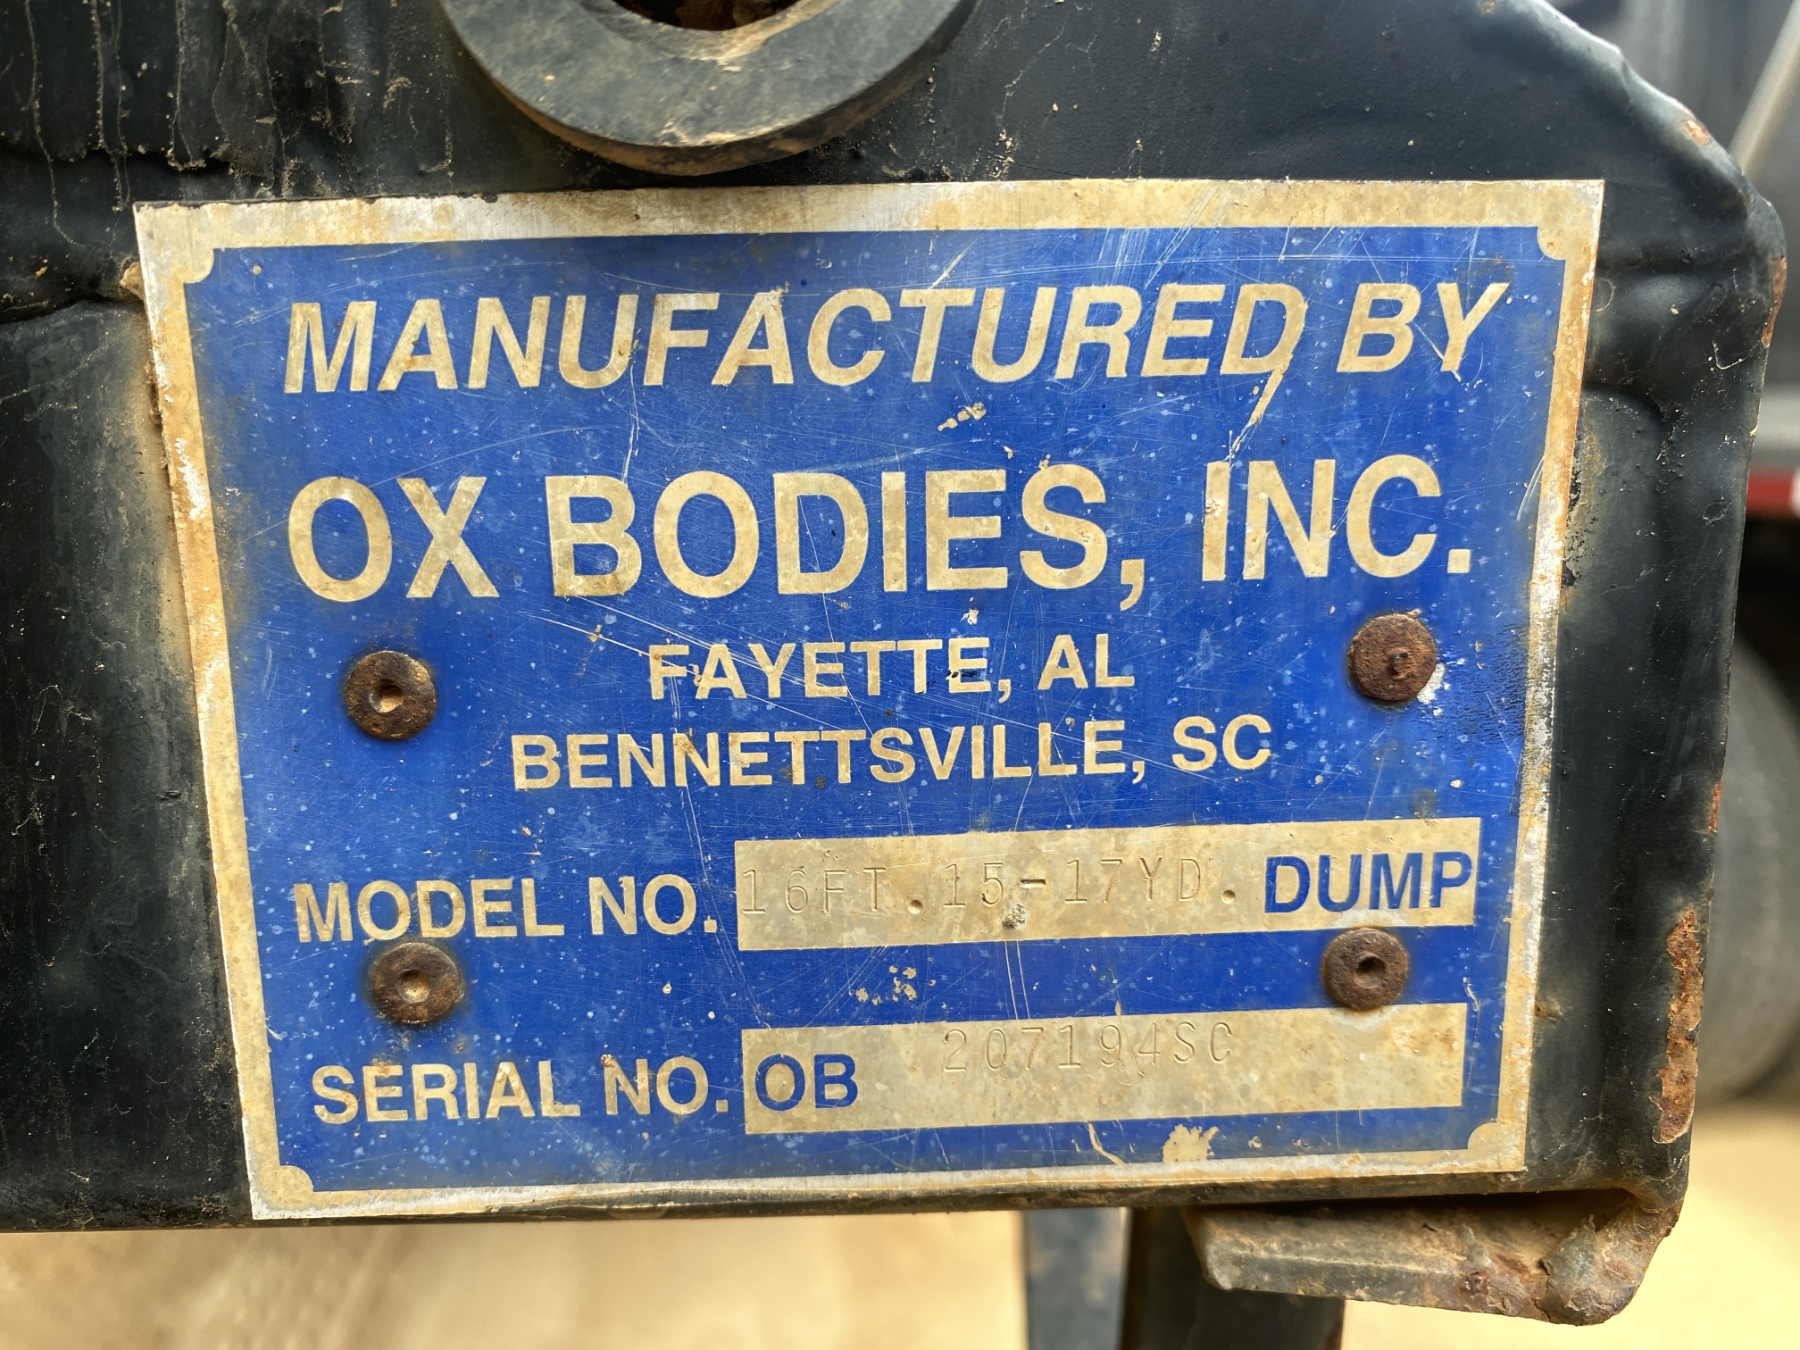 MANUFACTURED BY
OX BODIES, INC.
FAYETTE, AL
BENNETTSVILLE, SC
MODEL NO. 16FT.15-17YD. DUMP
SERIAL NO. OB 207194SC